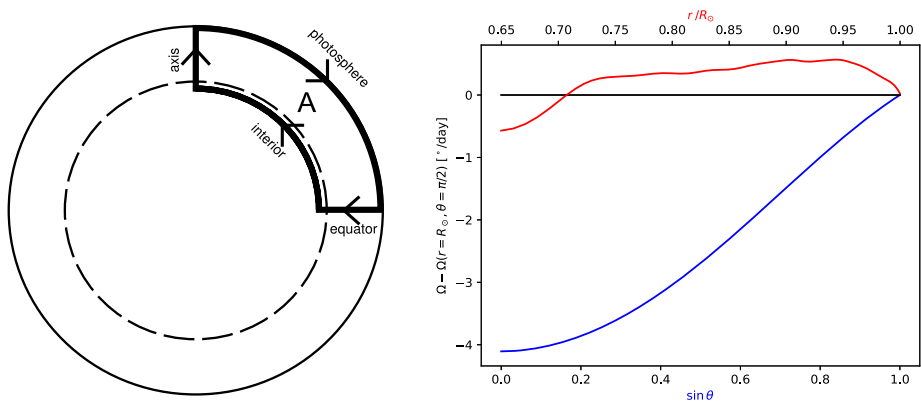 axis
photosphere
A
interior
equator
r/R⊙
0.65 0.70 0.75 0.80 0.85 0.90 0.95 1.00
Ω − Ω(r = R⊙, θ = π/2) [°/day]
0
−1
−2
−3
−4
0.0 0.2 0.4 0.6 0.8 1.0
sin θ